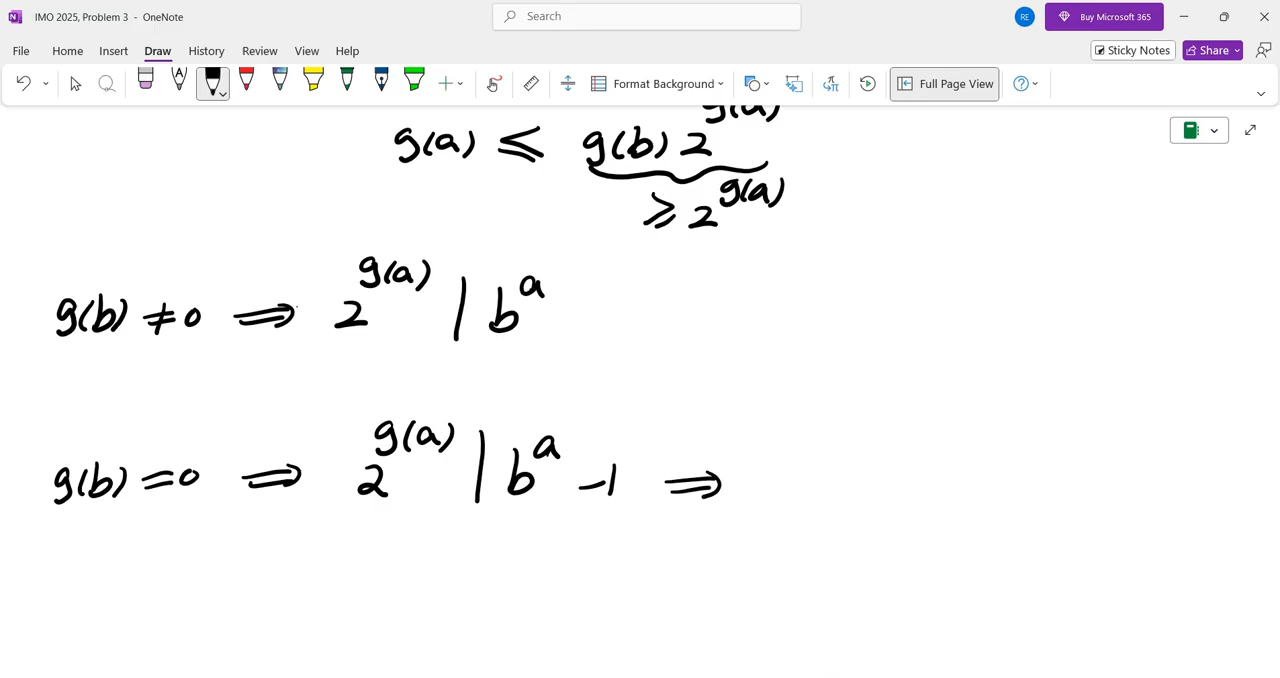 IMO 2025, Problem 3 - OneNote
Search
RE
Buy Microsoft 365
File Home Insert Draw History Review View Help
Sticky Notes
Share
Format Background
Full Page View
g(a) ⩽ g(b) 2^g(a)
⩾ 2^g(a)
g(b) ≠ 0 ⟹ 2^g(a) | b^a
g(b) = 0 ⟹ 2^g(a) | b^a - 1 ⟹